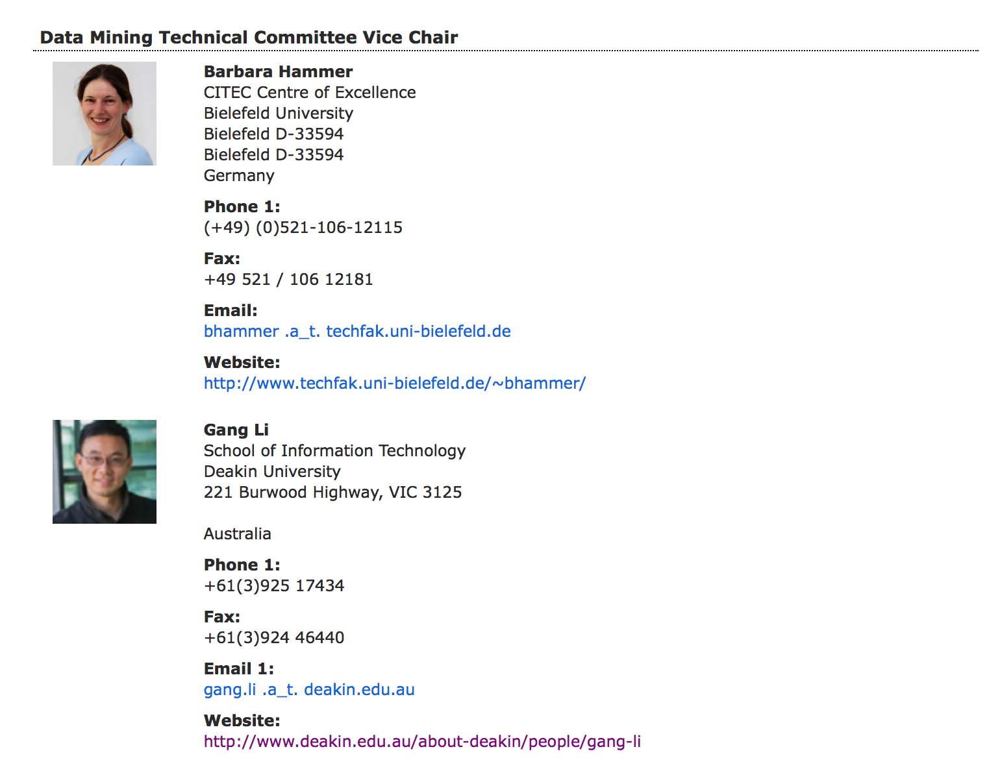 Data Mining Technical Committee Vice Chair
Barbara Hammer
CITEC Centre of Excellence
Bielefeld University
Bielefeld D-33594
Bielefeld D-33594
Germany
Phone 1:
(+49) (0)521-106-12115
Fax:
+49 521 / 106 12181
Email:
bhammer .a_t. techfak.uni-bielefeld.de
Website:
http://www.techfak.uni-bielefeld.de/~bhammer/
Gang Li
School of Information Technology
Deakin University
221 Burwood Highway, VIC 3125
Australia
Phone 1:
+61(3)925 17434
Fax:
+61(3)924 46440
Email 1:
gang.li .a_t. deakin.edu.au
Website:
http://www.deakin.edu.au/about-deakin/people/gang-li